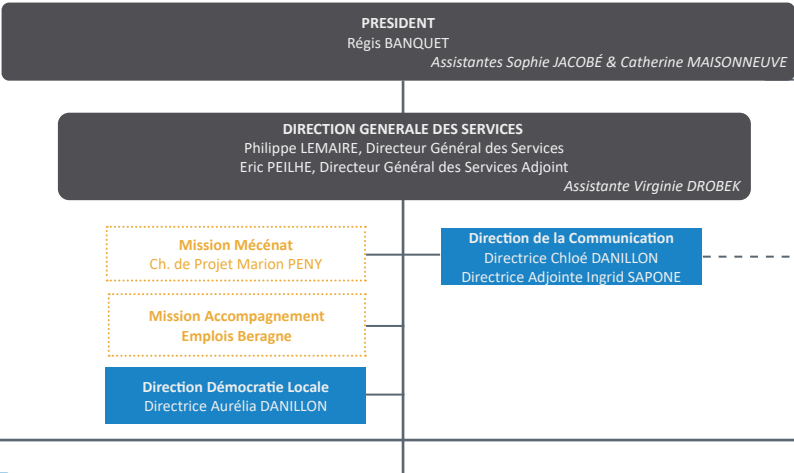 PRESIDENT
Régis BANQUET
Assistantes Sophie JACOBÉ & Catherine MAISONNEUVE
DIRECTION GENERALE DES SERVICES
Philippe LEMAIRE, Directeur Général des Services
Eric PEILHE, Directeur Général des Services Adjoint
Assistante Virginie DROBEK
Mission Mécénat
Ch. de Projet Marion PENY
Direction de la Communication
Directrice Chloé DANILLON
Directrice Adjointe Ingrid SAPONE
Mission Accompagnement
Emplois Beragne
Direction Démocratie Locale
Directrice Aurélia DANILLON